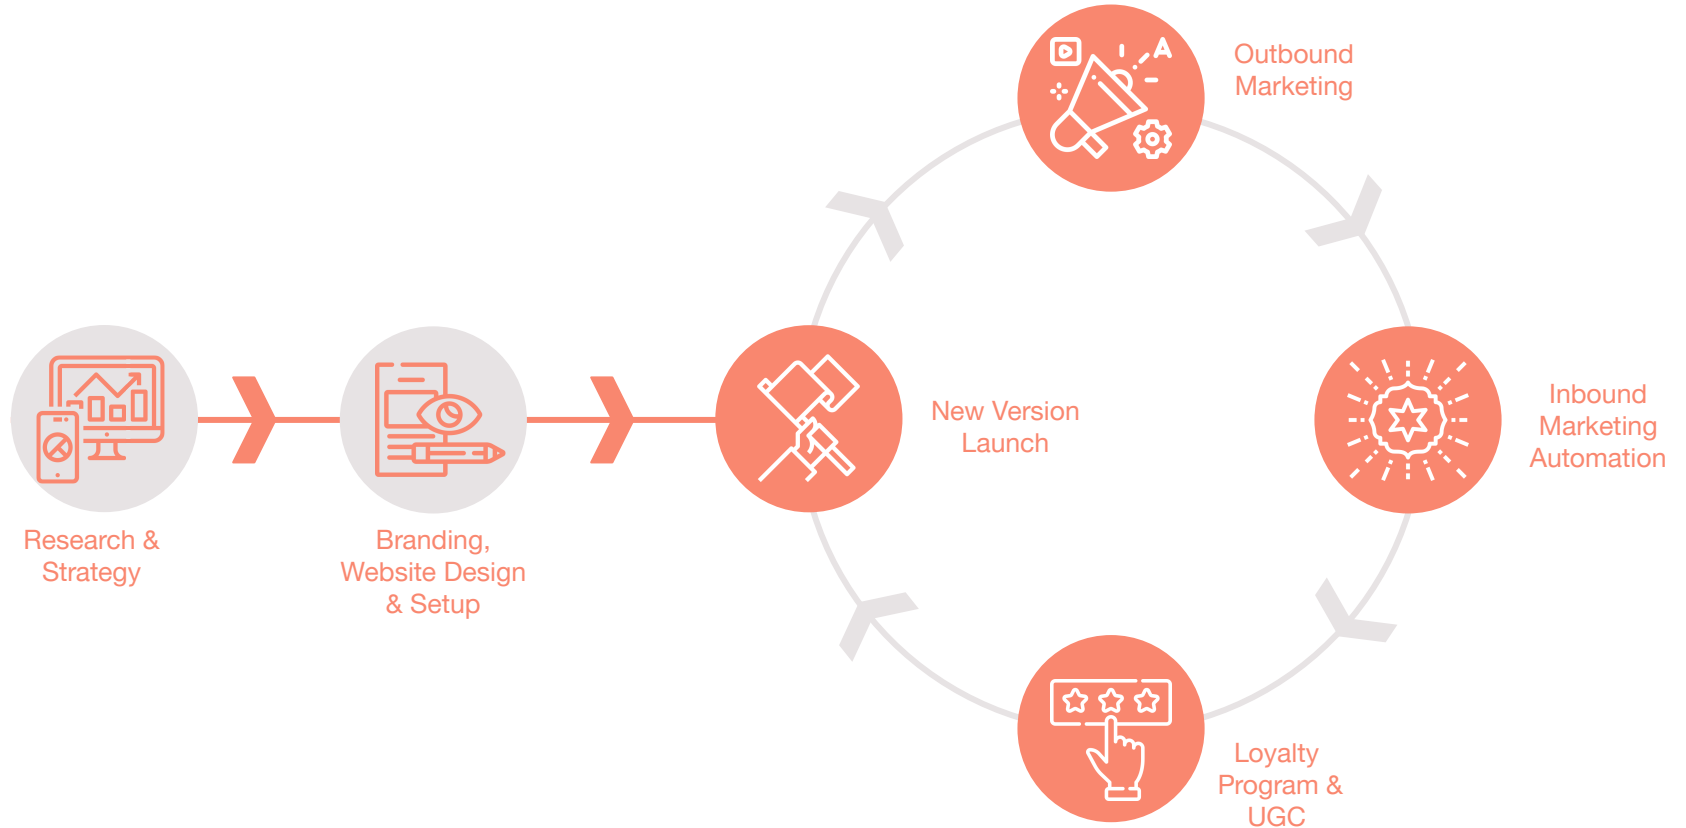 Outbound
Marketing
New Version
Launch
Inbound
Marketing
Automation
Research &
Strategy
Branding,
Website Design
& Setup
Loyalty
Program &
UGC